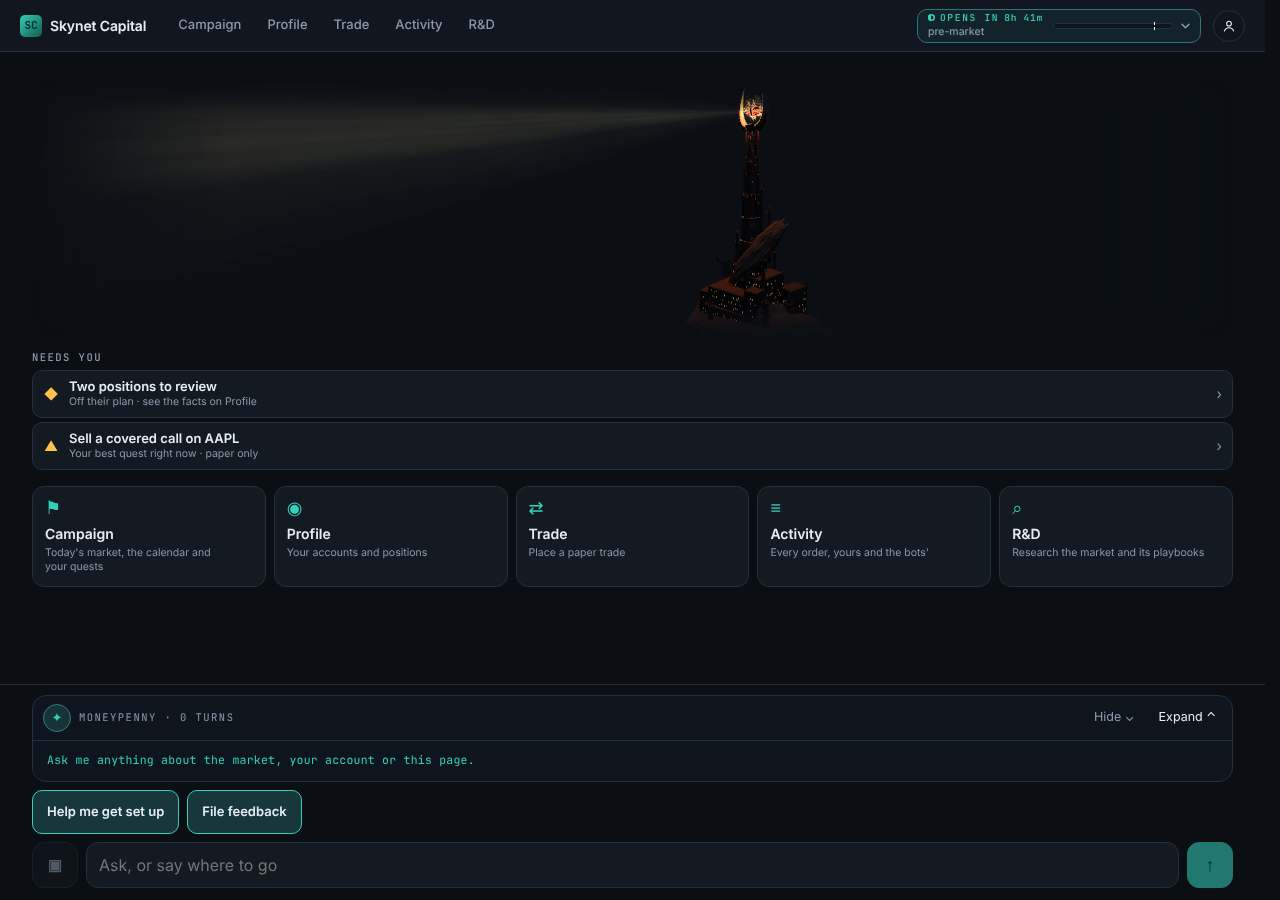 SC Skynet Capital Campaign Profile Trade Activity R&D
OPENS IN 8h 41m
pre-market
NEEDS YOU
Two positions to review
Off their plan · see the facts on Profile
Sell a covered call on AAPL
Your best quest right now · paper only
Campaign
Today's market, the calendar and
your quests
Profile
Your accounts and positions
Trade
Place a paper trade
Activity
Every order, yours and the bots'
R&D
Research the market and its playbooks
MONEYPENNY · 0 TURNS
Hide
Expand
Ask me anything about the market, your account or this page.
Help me get set up
File feedback
Ask, or say where to go